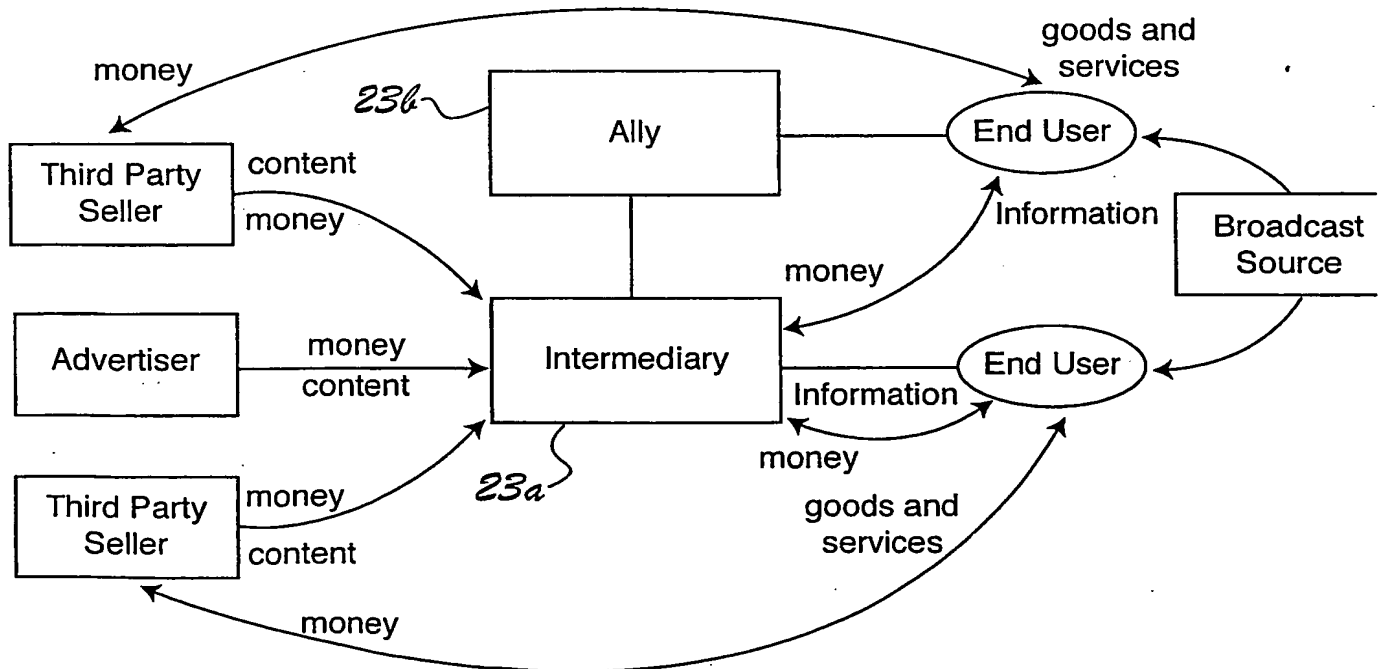 goods and
services
money
23b
Ally
End User
content
Third Party
Seller
money
Information
Broadcast
Source
money
Advertiser
money
content
Intermediary
End User
Information
money
23a
Third Party
Seller
money
content
goods and
services
money